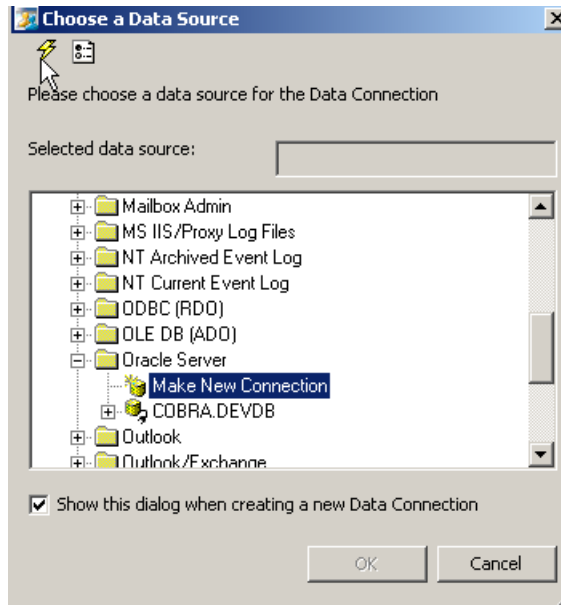 Choose a Data Source
Please choose a data source for the Data Connection
Selected data source:
Mailbox Admin
MS IIS/Proxy Log Files
NT Archived Event Log
NT Current Event Log
ODBC (RDO)
OLE DB (ADO)
Oracle Server
Make New Connection
COBRA.DEVDB
Outlook
Outlook/Exchange
Show this dialog when creating a new Data Connection
OK
Cancel